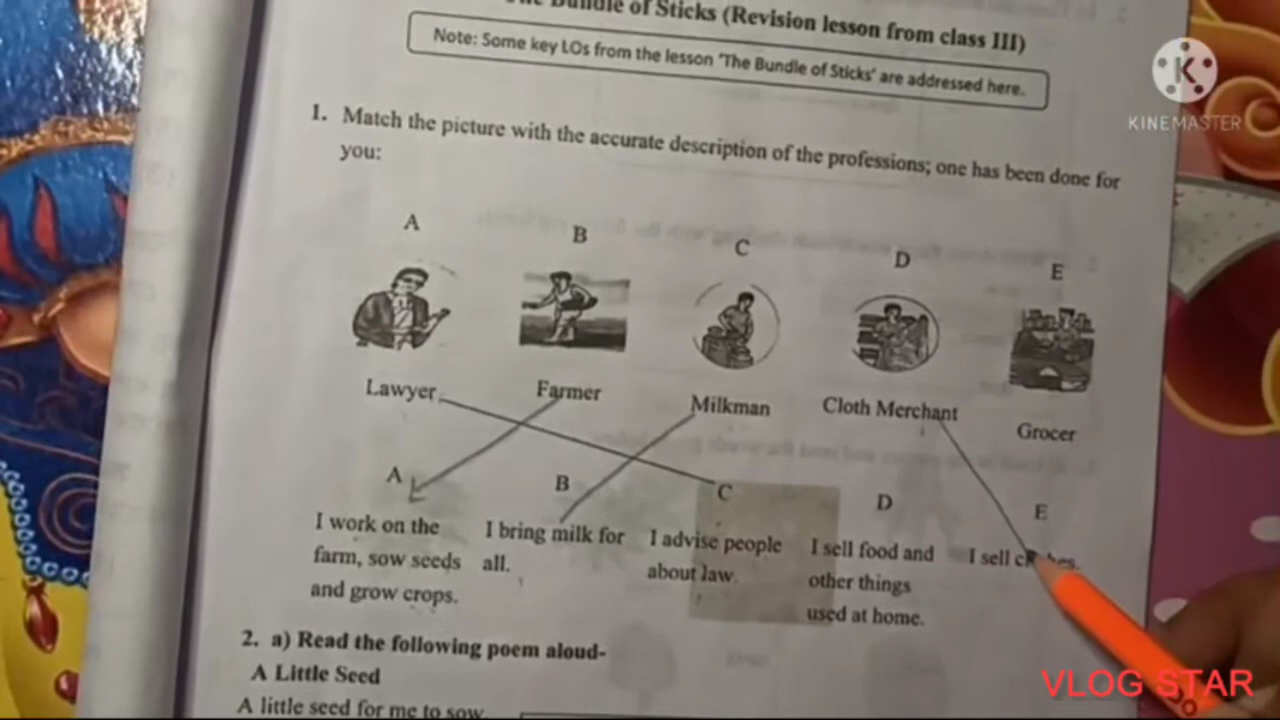 Bundle of Sticks (Revision lesson from class III)
Note: Some key LOs from the lesson 'The Bundle of Sticks' are addressed here.
KINEMASTER
1. Match the picture with the accurate description of the professions; one has been done for
you:
A B C D E
Lawyer Farmer Milkman Cloth Merchant Grocer
A B C D E
I work on the I bring milk for I advise people I sell food and I sell
farm, sow seeds all. about law. other things
and grow crops. used at home.
2. a) Read the following poem aloud-
A Little Seed
A little seed for me to sow
VLOG STAR